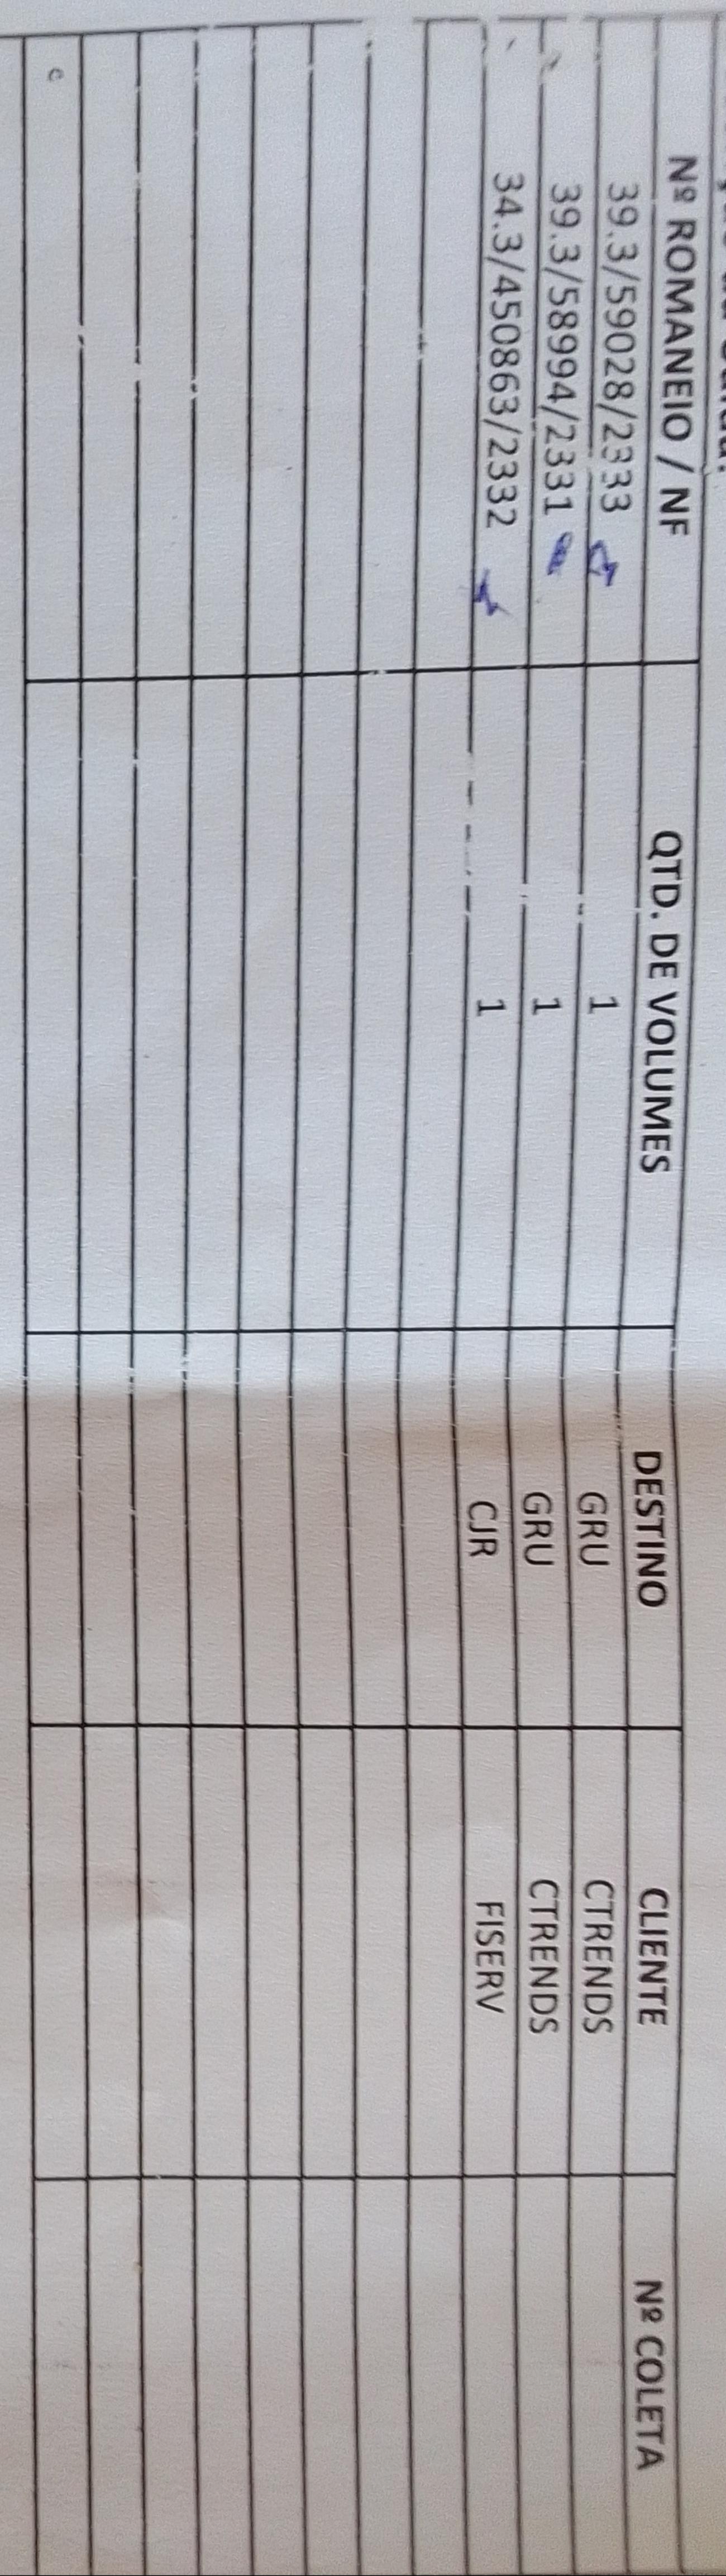 Nº ROMANEIO / NF QTD. DE VOLUMES DESTINO CLIENTE Nº COLETA
39.3/59028/2333 1 GRU CTRENDS
39.3/58994/2331 1 GRU CTRENDS
34.3/450863/2332 1 CJR FISERV